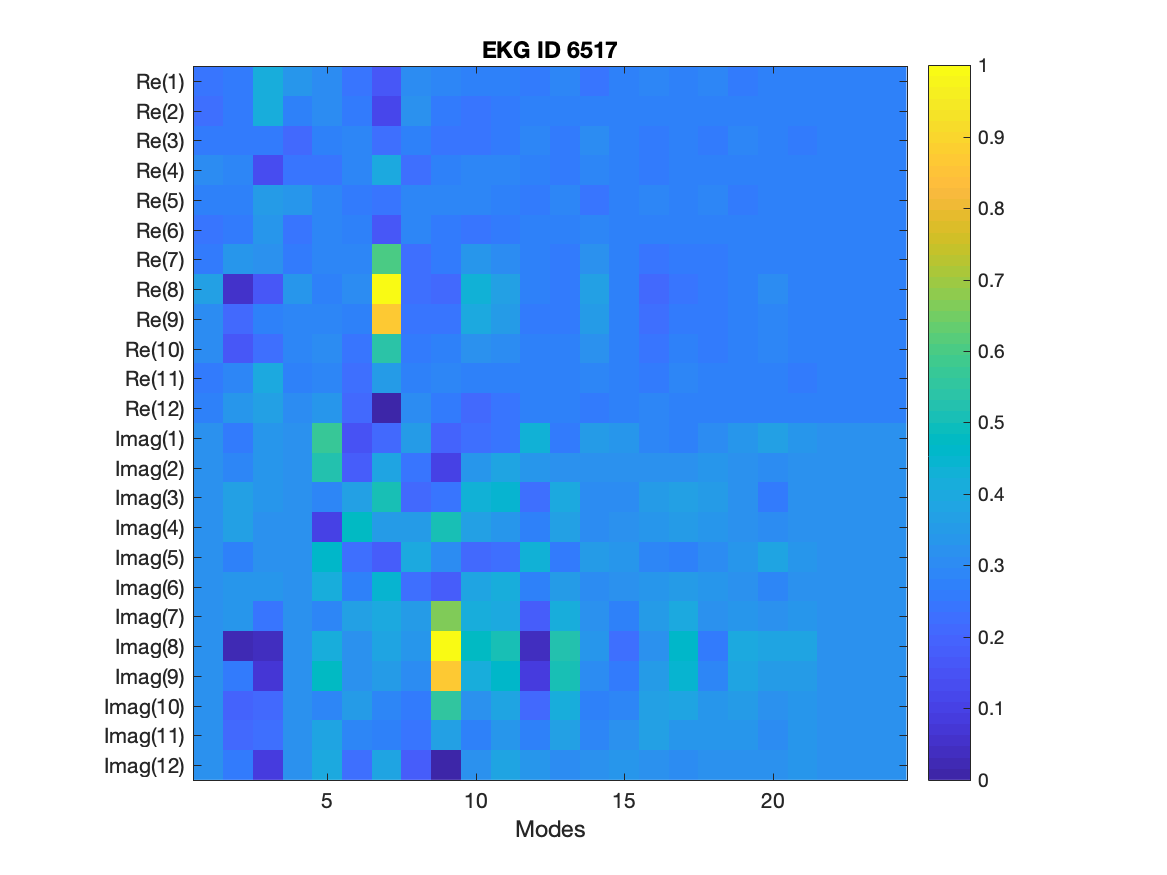 EKG ID 6517
Re(1)
Re(2)
Re(3)
Re(4)
Re(5)
Re(6)
Re(7)
Re(8)
Re(9)
Re(10)
Re(11)
Re(12)
Imag(1)
Imag(2)
Imag(3)
Imag(4)
Imag(5)
Imag(6)
Imag(7)
Imag(8)
Imag(9)
Imag(10)
Imag(11)
Imag(12)
5 10 15 20
Modes
1
0.9
0.8
0.7
0.6
0.5
0.4
0.3
0.2
0.1
0